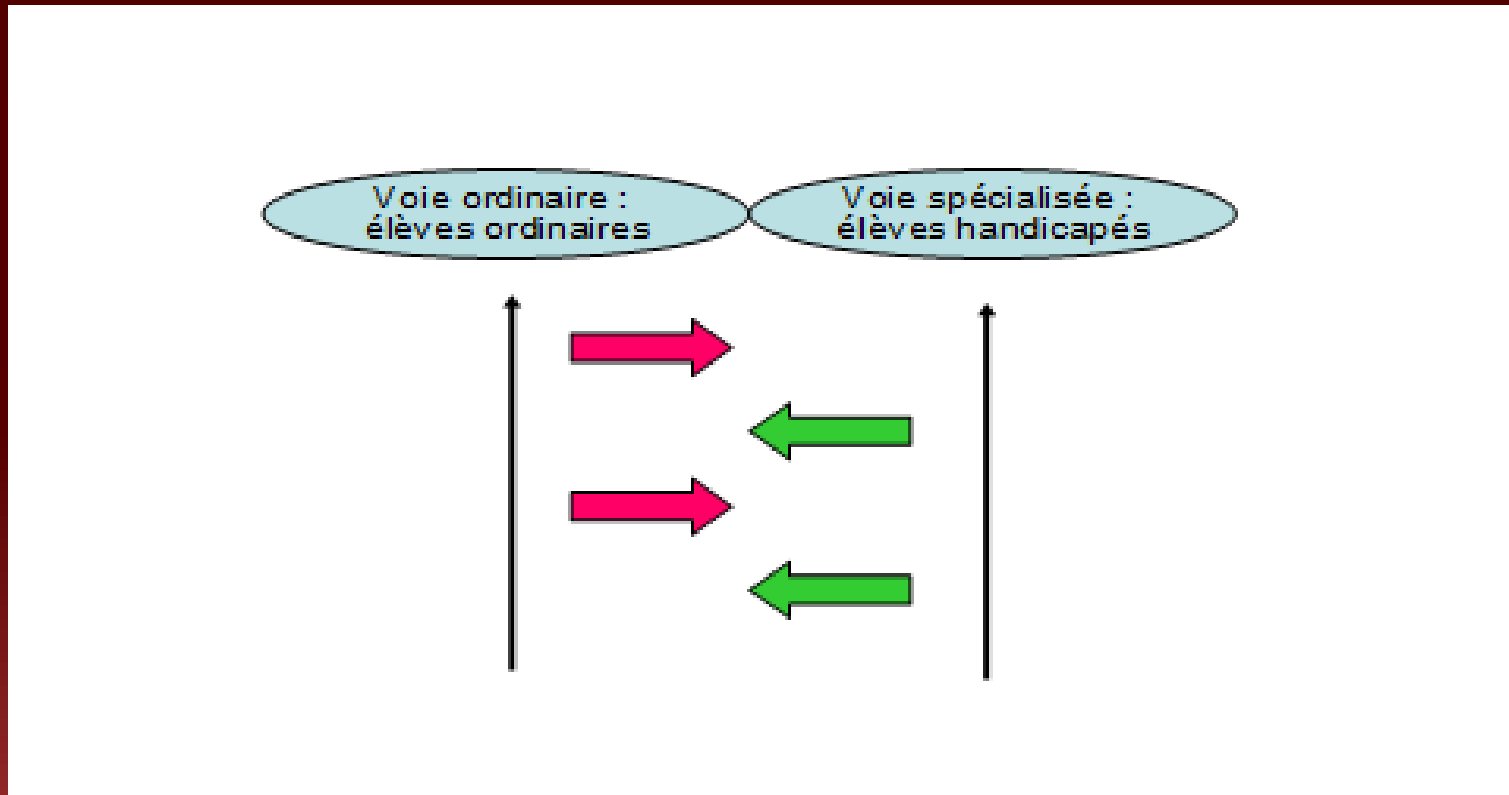 Voie ordinaire :
élèves ordinaires
Voie spécialisée :
élèves handicapés